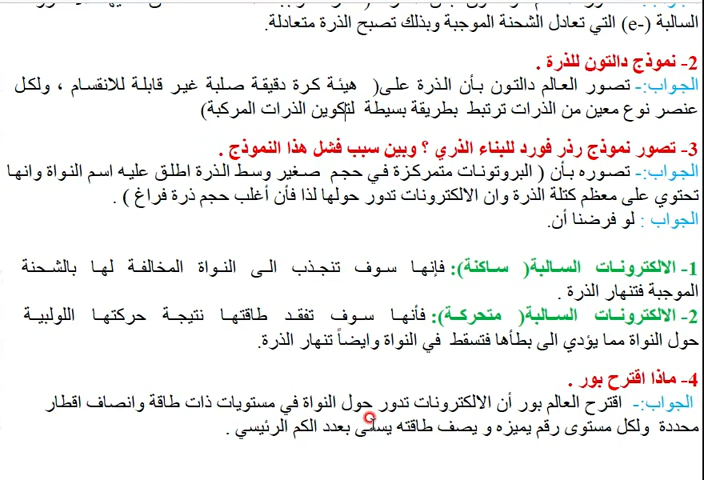 السالبة (e-) التي تعادل الشحنة الموجبة وبذلك تصبح الذرة متعادلة.
2- نموذج دالتون للذرة .
الجواب:- تصور العالم دالتون بأن الذرة على( هيئة كرة دقيقة صلبة غير قابلة للانقسام ، ولكل
عنصر نوع معين من الذرات ترتبط بطريقة بسيطة لتكوين الذرات المركبة)
3- تصور نموذج رذر فورد للبناء الذري ؟ وبين سبب فشل هذا النموذج .
الجواب:- تصوره بأن ( البروتونات متمركزة في حجم صغير وسط الذرة اطلق عليه اسم النواة وانها
تحتوي على معظم كتلة الذرة وان الالكترونات تدور حولها لذا فأن أغلب حجم ذرة فراغ ) .
الجواب : لو فرضنا أن.
1- الالكترونات السالبة( ساكنة): فإنها سوف تنجذب الى النواة المخالفة لها بالشحنة
الموجبة فتنهار الذرة .
2- الالكترونات السالبة( متحركة): فأنها سوف تفقد طاقتها نتيجة حركتها اللولبية
حول النواة مما يؤدي الى بطأها فتسقط في النواة وايضاً تنهار الذرة.
4- ماذا اقترح بور .
الجواب:- اقترح العالم بور أن الالكترونات تدور حول النواة في مستويات ذات طاقة وانصاف اقطار
محددة ولكل مستوى رقم يميزه و يصف طاقته يسمى بعدد الكم الرئيسي .